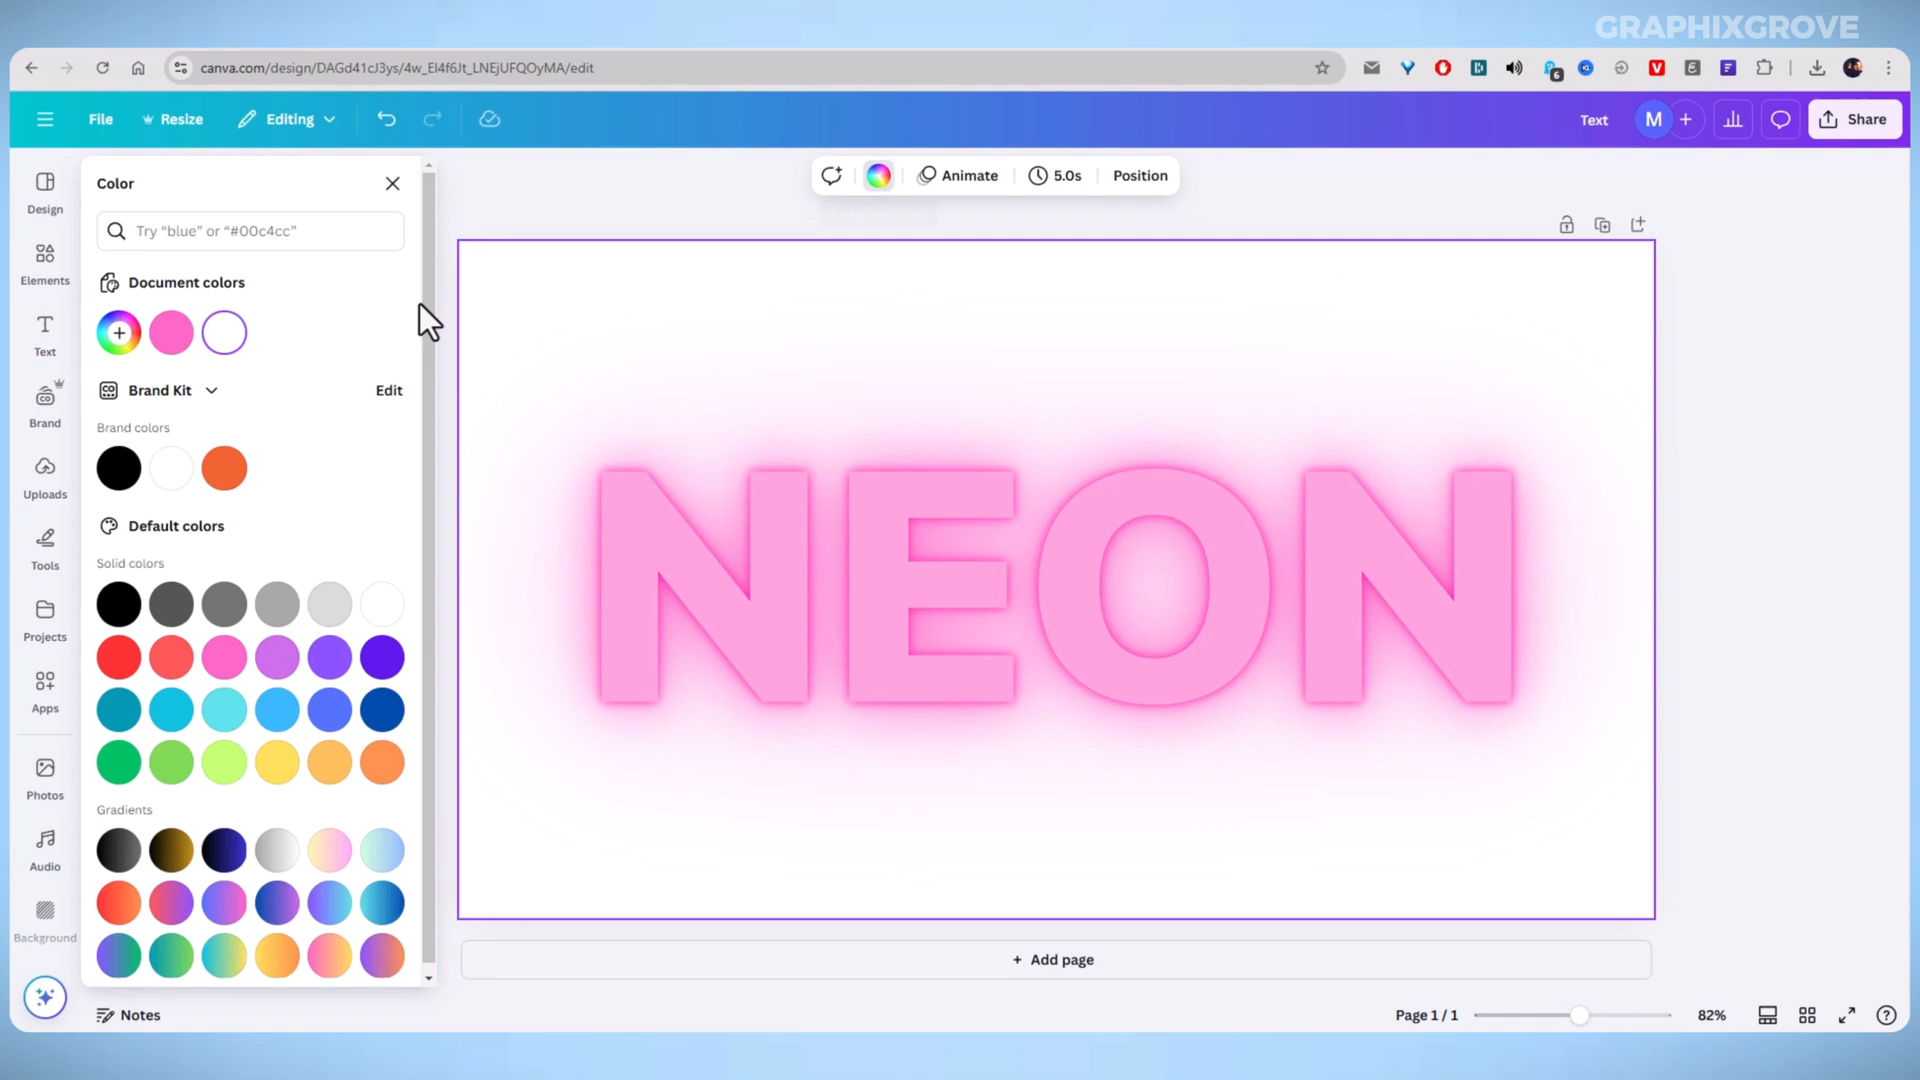 GRAPHIXGROVE
canva.com/design/DAGd41cJ3ys/4w_El4f6Jt_LNEjUFQOyMA/edit
6
File
Resize
Editing
Text
M
Share
Design
Elements
Text
Brand
Uploads
Tools
Projects
Apps
Photos
Audio
Background
Color
Try “blue” or “#00c4cc”
Document colors
Brand Kit
Edit
Brand colors
Default colors
Solid colors
Gradients
Animate
5.0s
Position
NEON
+ Add page
Notes
Page 1 / 1
82%